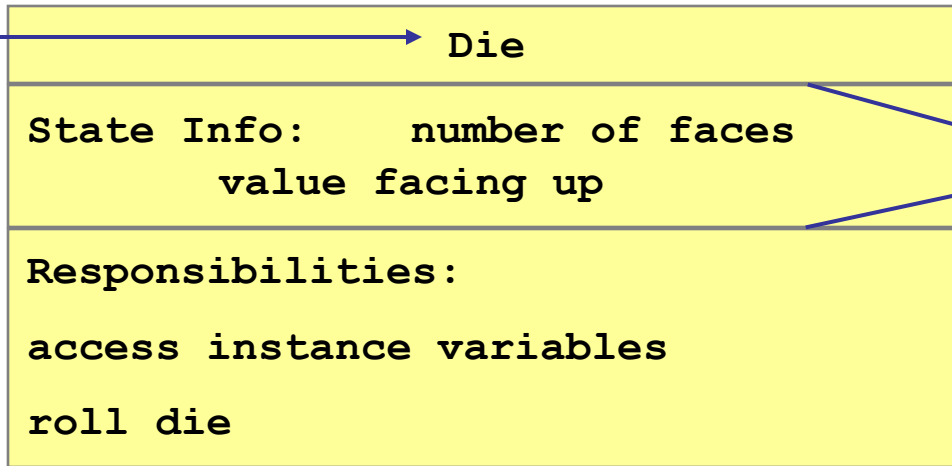 Die
State Info: number of faces
value facing up
Responsibilities:
access instance variables
roll die